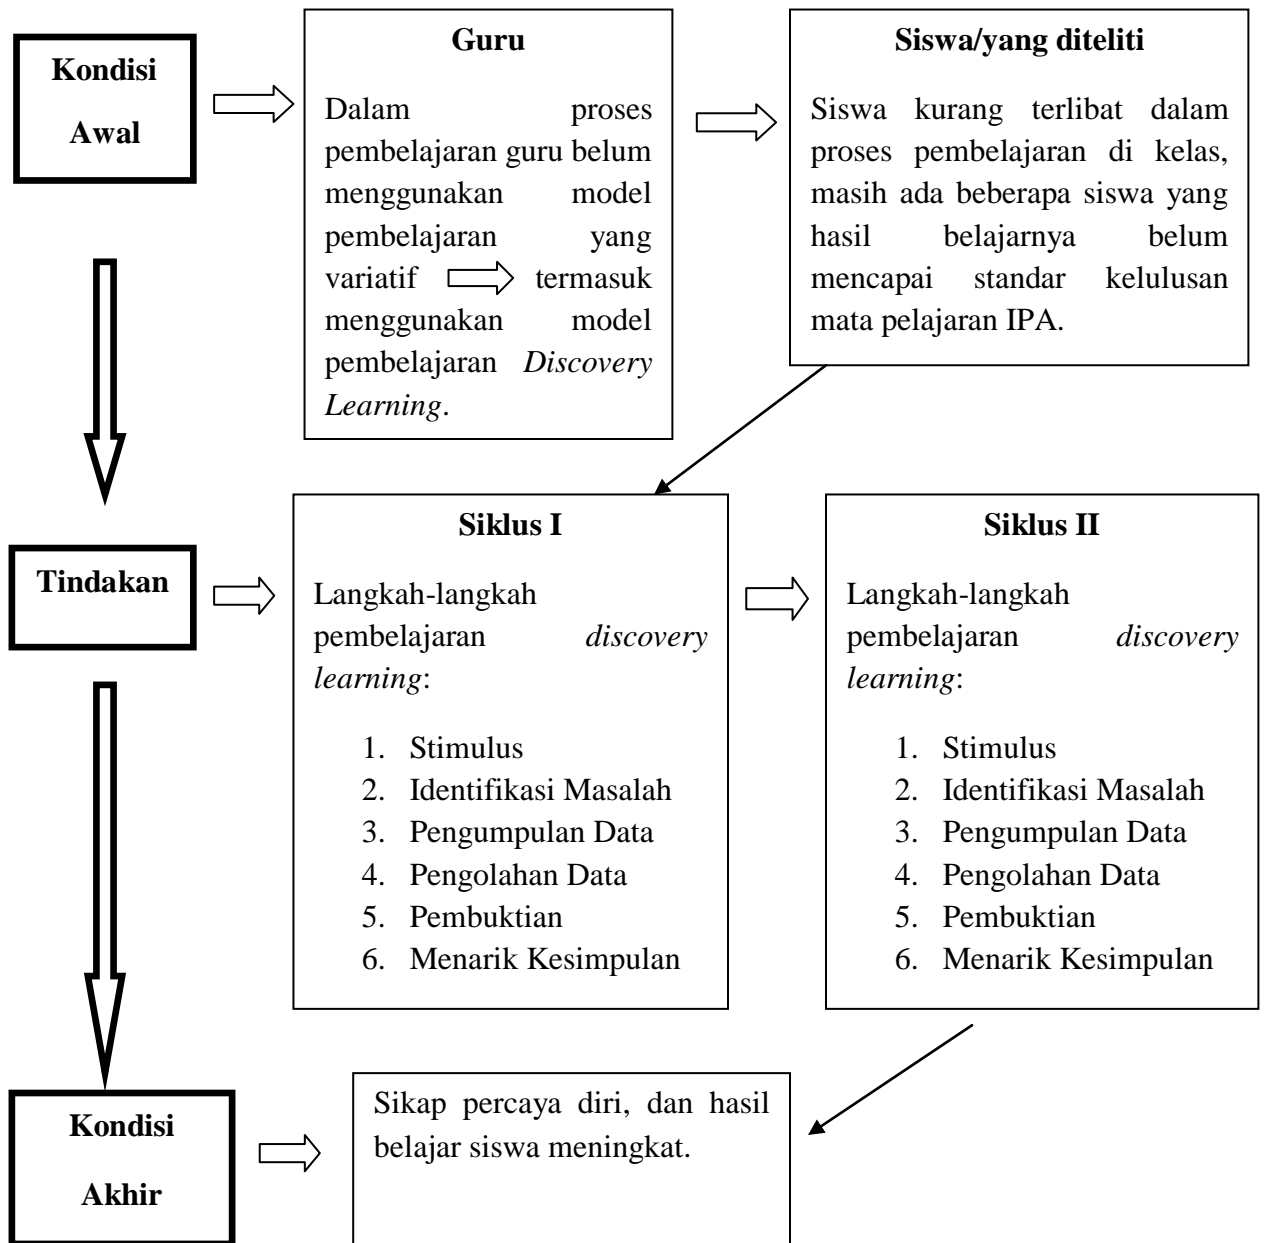 Kondisi
Awal
Guru
Dalam proses
pembelajaran guru belum
menggunakan model
pembelajaran yang
variatif termasuk
menggunakan model
pembelajaran Discovery
Learning.
Siswa/yang diteliti
Siswa kurang terlibat dalam
proses pembelajaran di kelas,
masih ada beberapa siswa yang
hasil belajarnya belum
mencapai standar kelulusan
mata pelajaran IPA.
Tindakan
Siklus I
Langkah-langkah
pembelajaran discovery
learning:
1. Stimulus
2. Identifikasi Masalah
3. Pengumpulan Data
4. Pengolahan Data
5. Pembuktian
6. Menarik Kesimpulan
Siklus II
Langkah-langkah
pembelajaran discovery
learning:
1. Stimulus
2. Identifikasi Masalah
3. Pengumpulan Data
4. Pengolahan Data
5. Pembuktian
6. Menarik Kesimpulan
Kondisi
Akhir
Sikap percaya diri, dan hasil
belajar siswa meningkat.